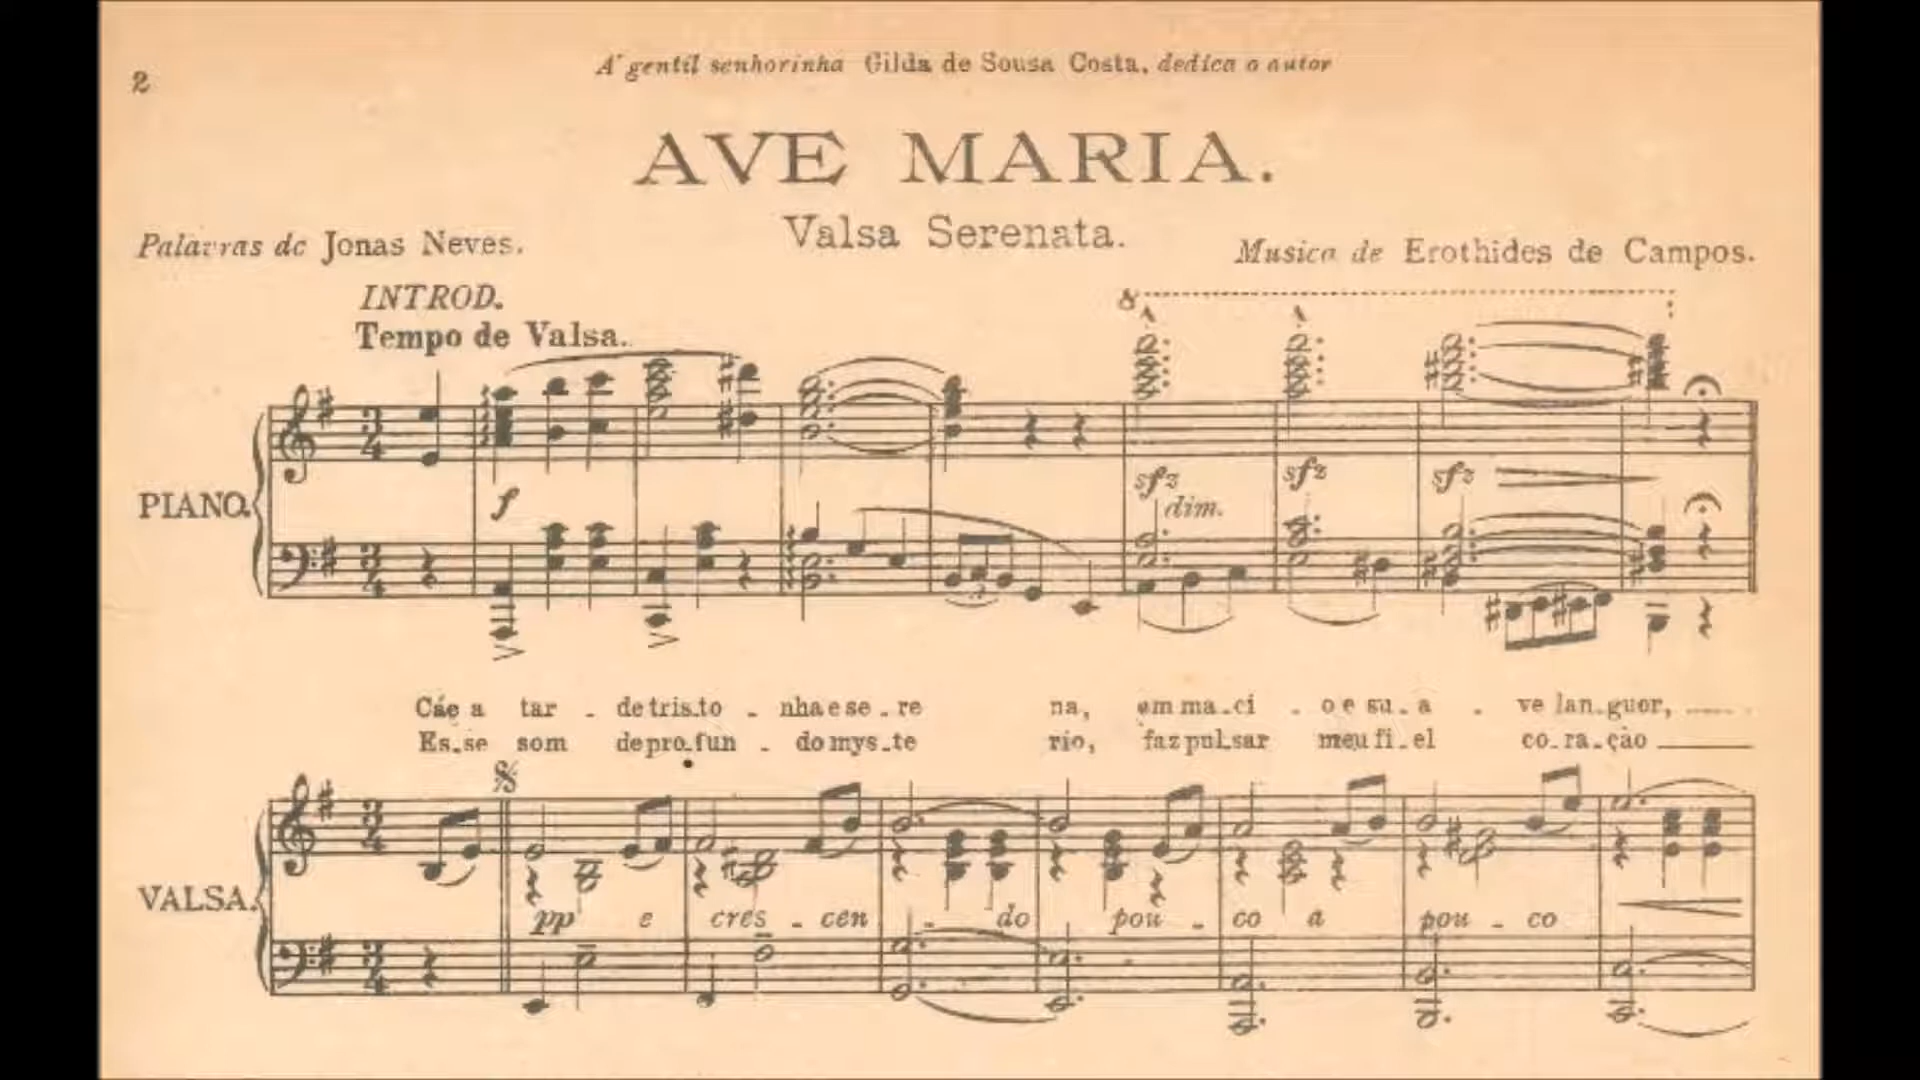 2
A' gentil senhorinha Gilda de Sousa Costa, dedica o autor
AVE MARIA.
Valsa Serenata.
Palavras de Jonas Neves.
Musica de Erothides de Campos.
INTROD.
Tempo de Valsa.
8
PIANO.
f
sfz sfz sfz
dim.
Cáe a tar - de tris.to - nha e se - re na, em ma.ci - o e su.a - ve lan.guor,
Es.se som de pro.fun - do mys.te rio, faz pul.sar meu fi.el co.ra.ção
VALSA.
pp e cres - cen - do pou - co a pou - co